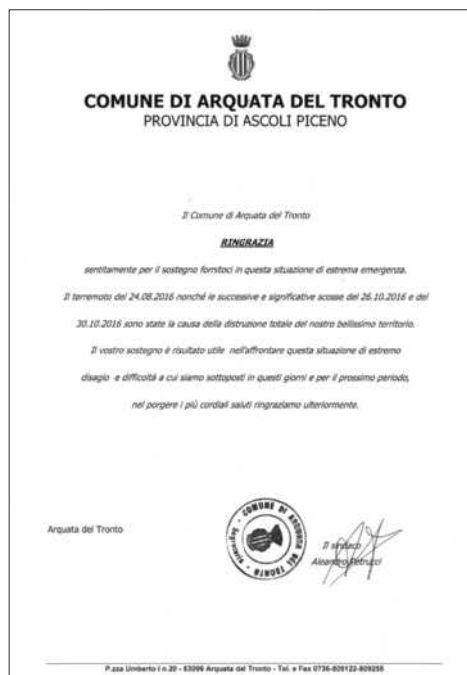 COMUNE DI ARQUATA DEL TRONTO
PROVINCIA DI ASCOLI PICENO
Il Comune di Arquata del Tronto
RINGRAZIA
sentitamente per il sostegno fornitoci in questa situazione di estrema emergenza.
Il terremoto del 24.08.2016 nonché le successive e significative scosse del 26.10.2016 e del
30.10.2016 sono state la causa della distruzione totale del nostro bellissimo territorio.
Il vostro sostegno è risultato utile nell'affrontare questa situazione di estremo
disagio e difficoltà a cui siamo sottoposti in questi giorni e per il prossimo periodo,
nel porgere i più cordiali saluti ringraziamo ulteriormente.
Arquata del Tronto
COMUNE DI ARQUATA DEL TRONTO
Il sindaco
Aleandro Petrucci
P.zza Umberto I n.20 - 63096 Arquata del Tronto - Tel. e Fax 0736-809122-809255